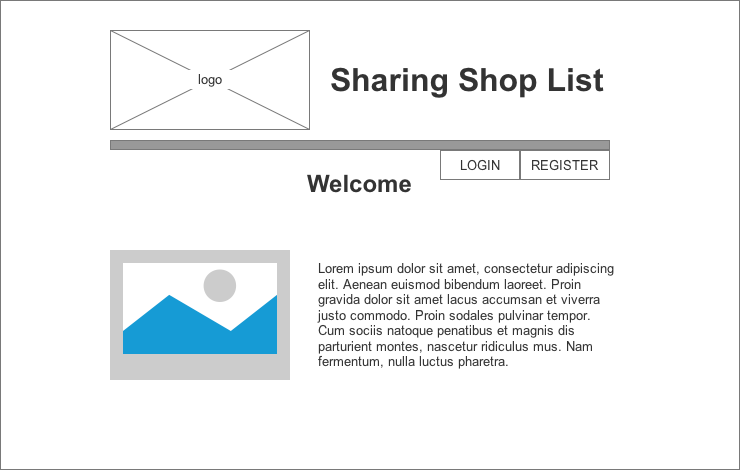 logo
Sharing Shop List
LOGIN
REGISTER
Welcome
Lorem ipsum dolor sit amet, consectetur adipiscing
elit. Aenean euismod bibendum laoreet. Proin
gravida dolor sit amet lacus accumsan et viverra
justo commodo. Proin sodales pulvinar tempor.
Cum sociis natoque penatibus et magnis dis
parturient montes, nascetur ridiculus mus. Nam
fermentum, nulla luctus pharetra.